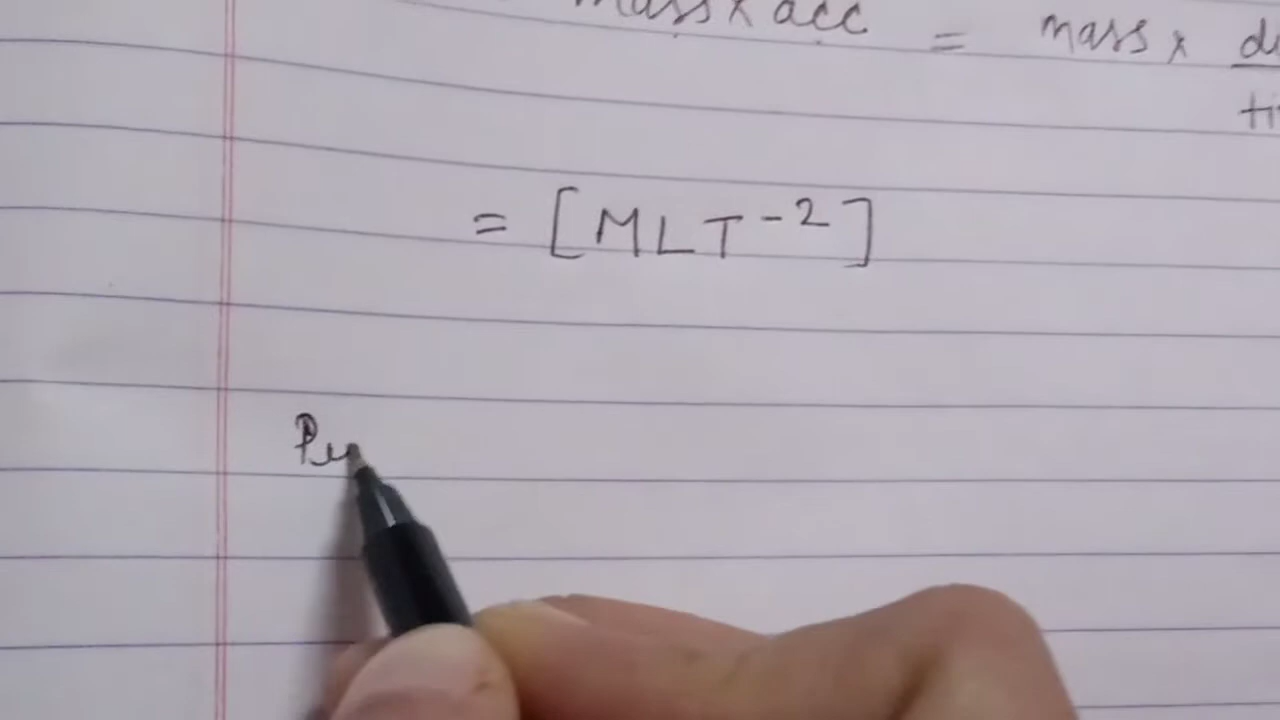 mass x acc = mass x
= [MLT⁻²]